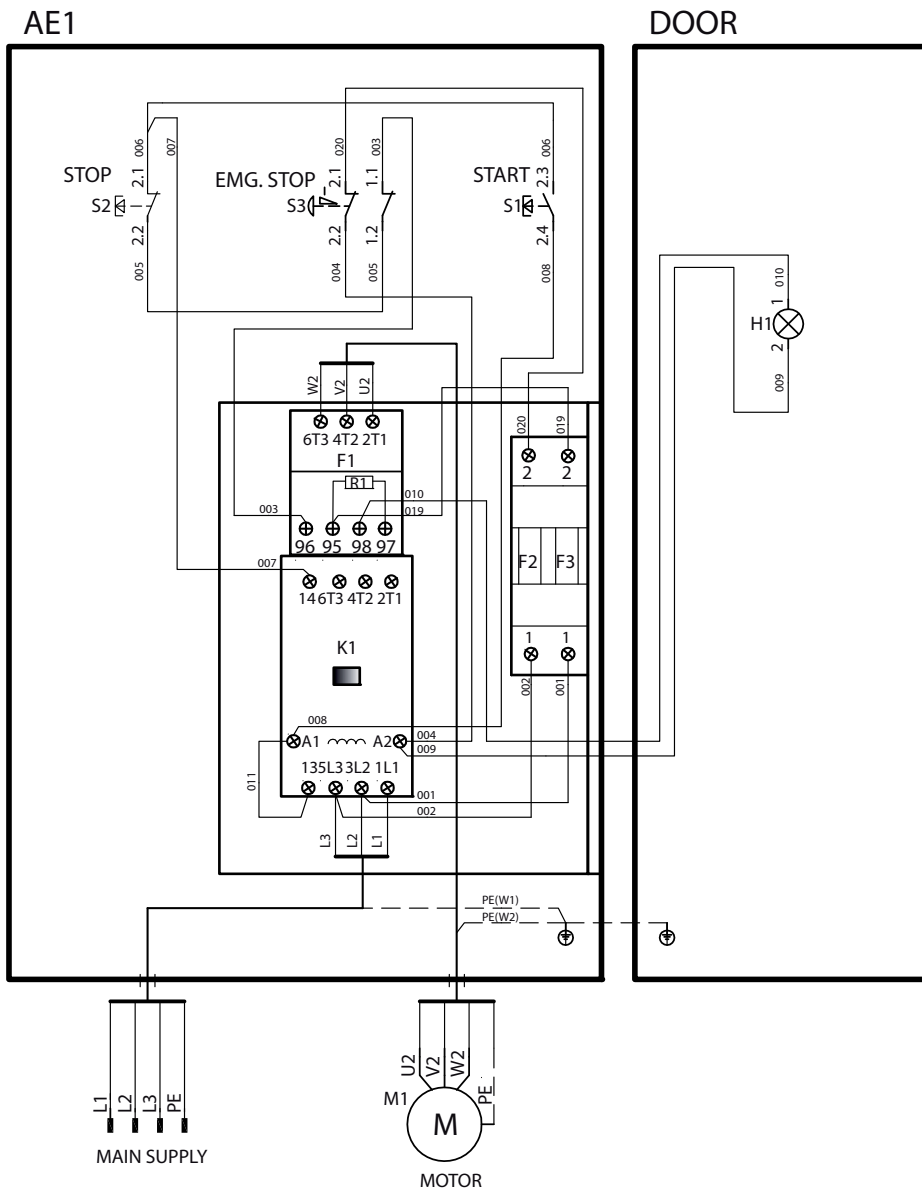 AE1
DOOR
006
007
020
003
006
STOP
2.1
EMG. STOP
2.1
1.1
START
2.3
S2
S3
S1
2.2
2.2
1.2
2.4
005
004
005
008
010
1
H1
2
009
W2
V2
U2
6T3 4T2 2T1
F1
020
019
2
2
R1
010
003
019
96 95 98 97
F2
F3
007
14 6T3 4T2 2T1
K1
1
1
002
001
008
A1
A2
004
009
011
13 5L3 3L2 1L1
001
002
L3
L2
L1
PE(W1)
PE(W2)
L1
L2
L3
PE
U2
V2
W2
PE
M1
M
MAIN SUPPLY
MOTOR